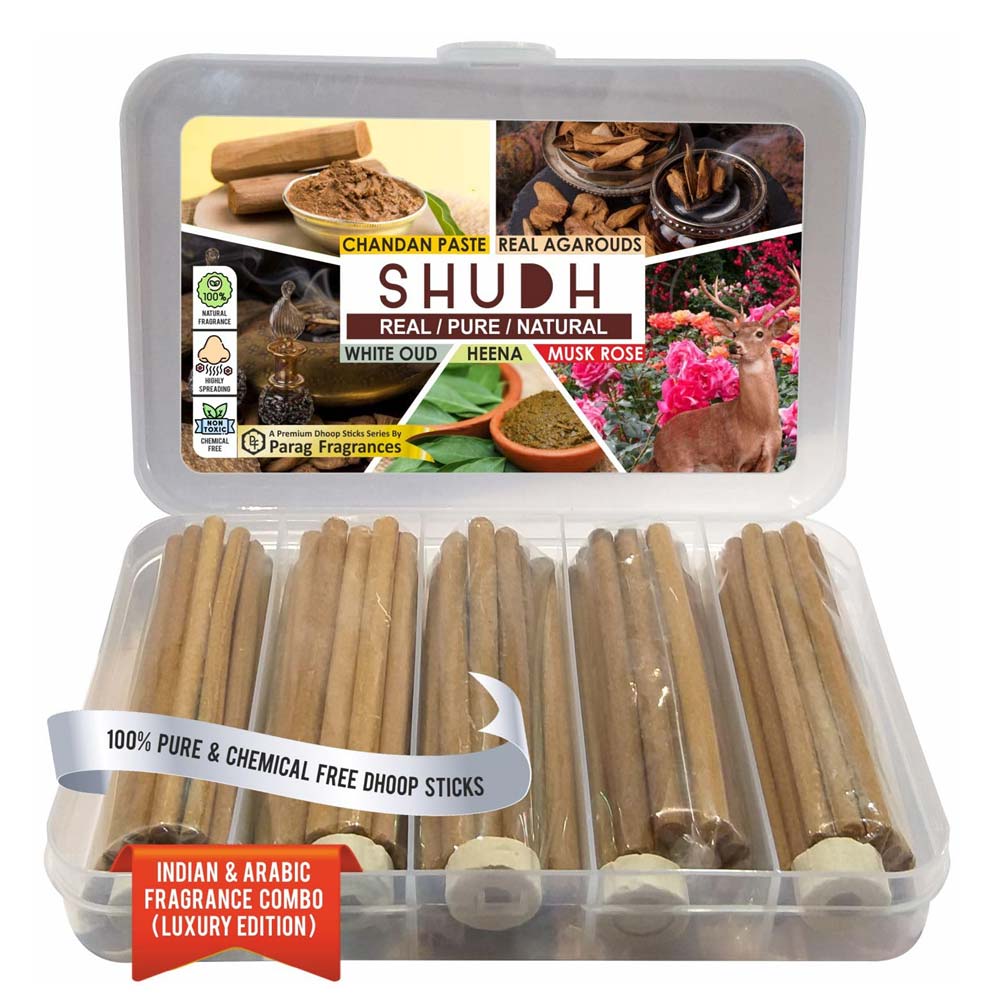 CHANDAN PASTE
REAL AGAROUDS
SHUDH
REAL / PURE / NATURAL
WHITE OUD
HEENA
MUSK ROSE
100%
NATURAL
FRAGRANCE
HIGHLY
SPREADING
NON
TOXIC
CHEMICAL
FREE
A Premium Dhoop Sticks Series By
Parag Fragrances
100% PURE & CHEMICAL FREE DHOOP STICKS
INDIAN & ARABIC
FRAGRANCE COMBO
(LUXURY EDITION)